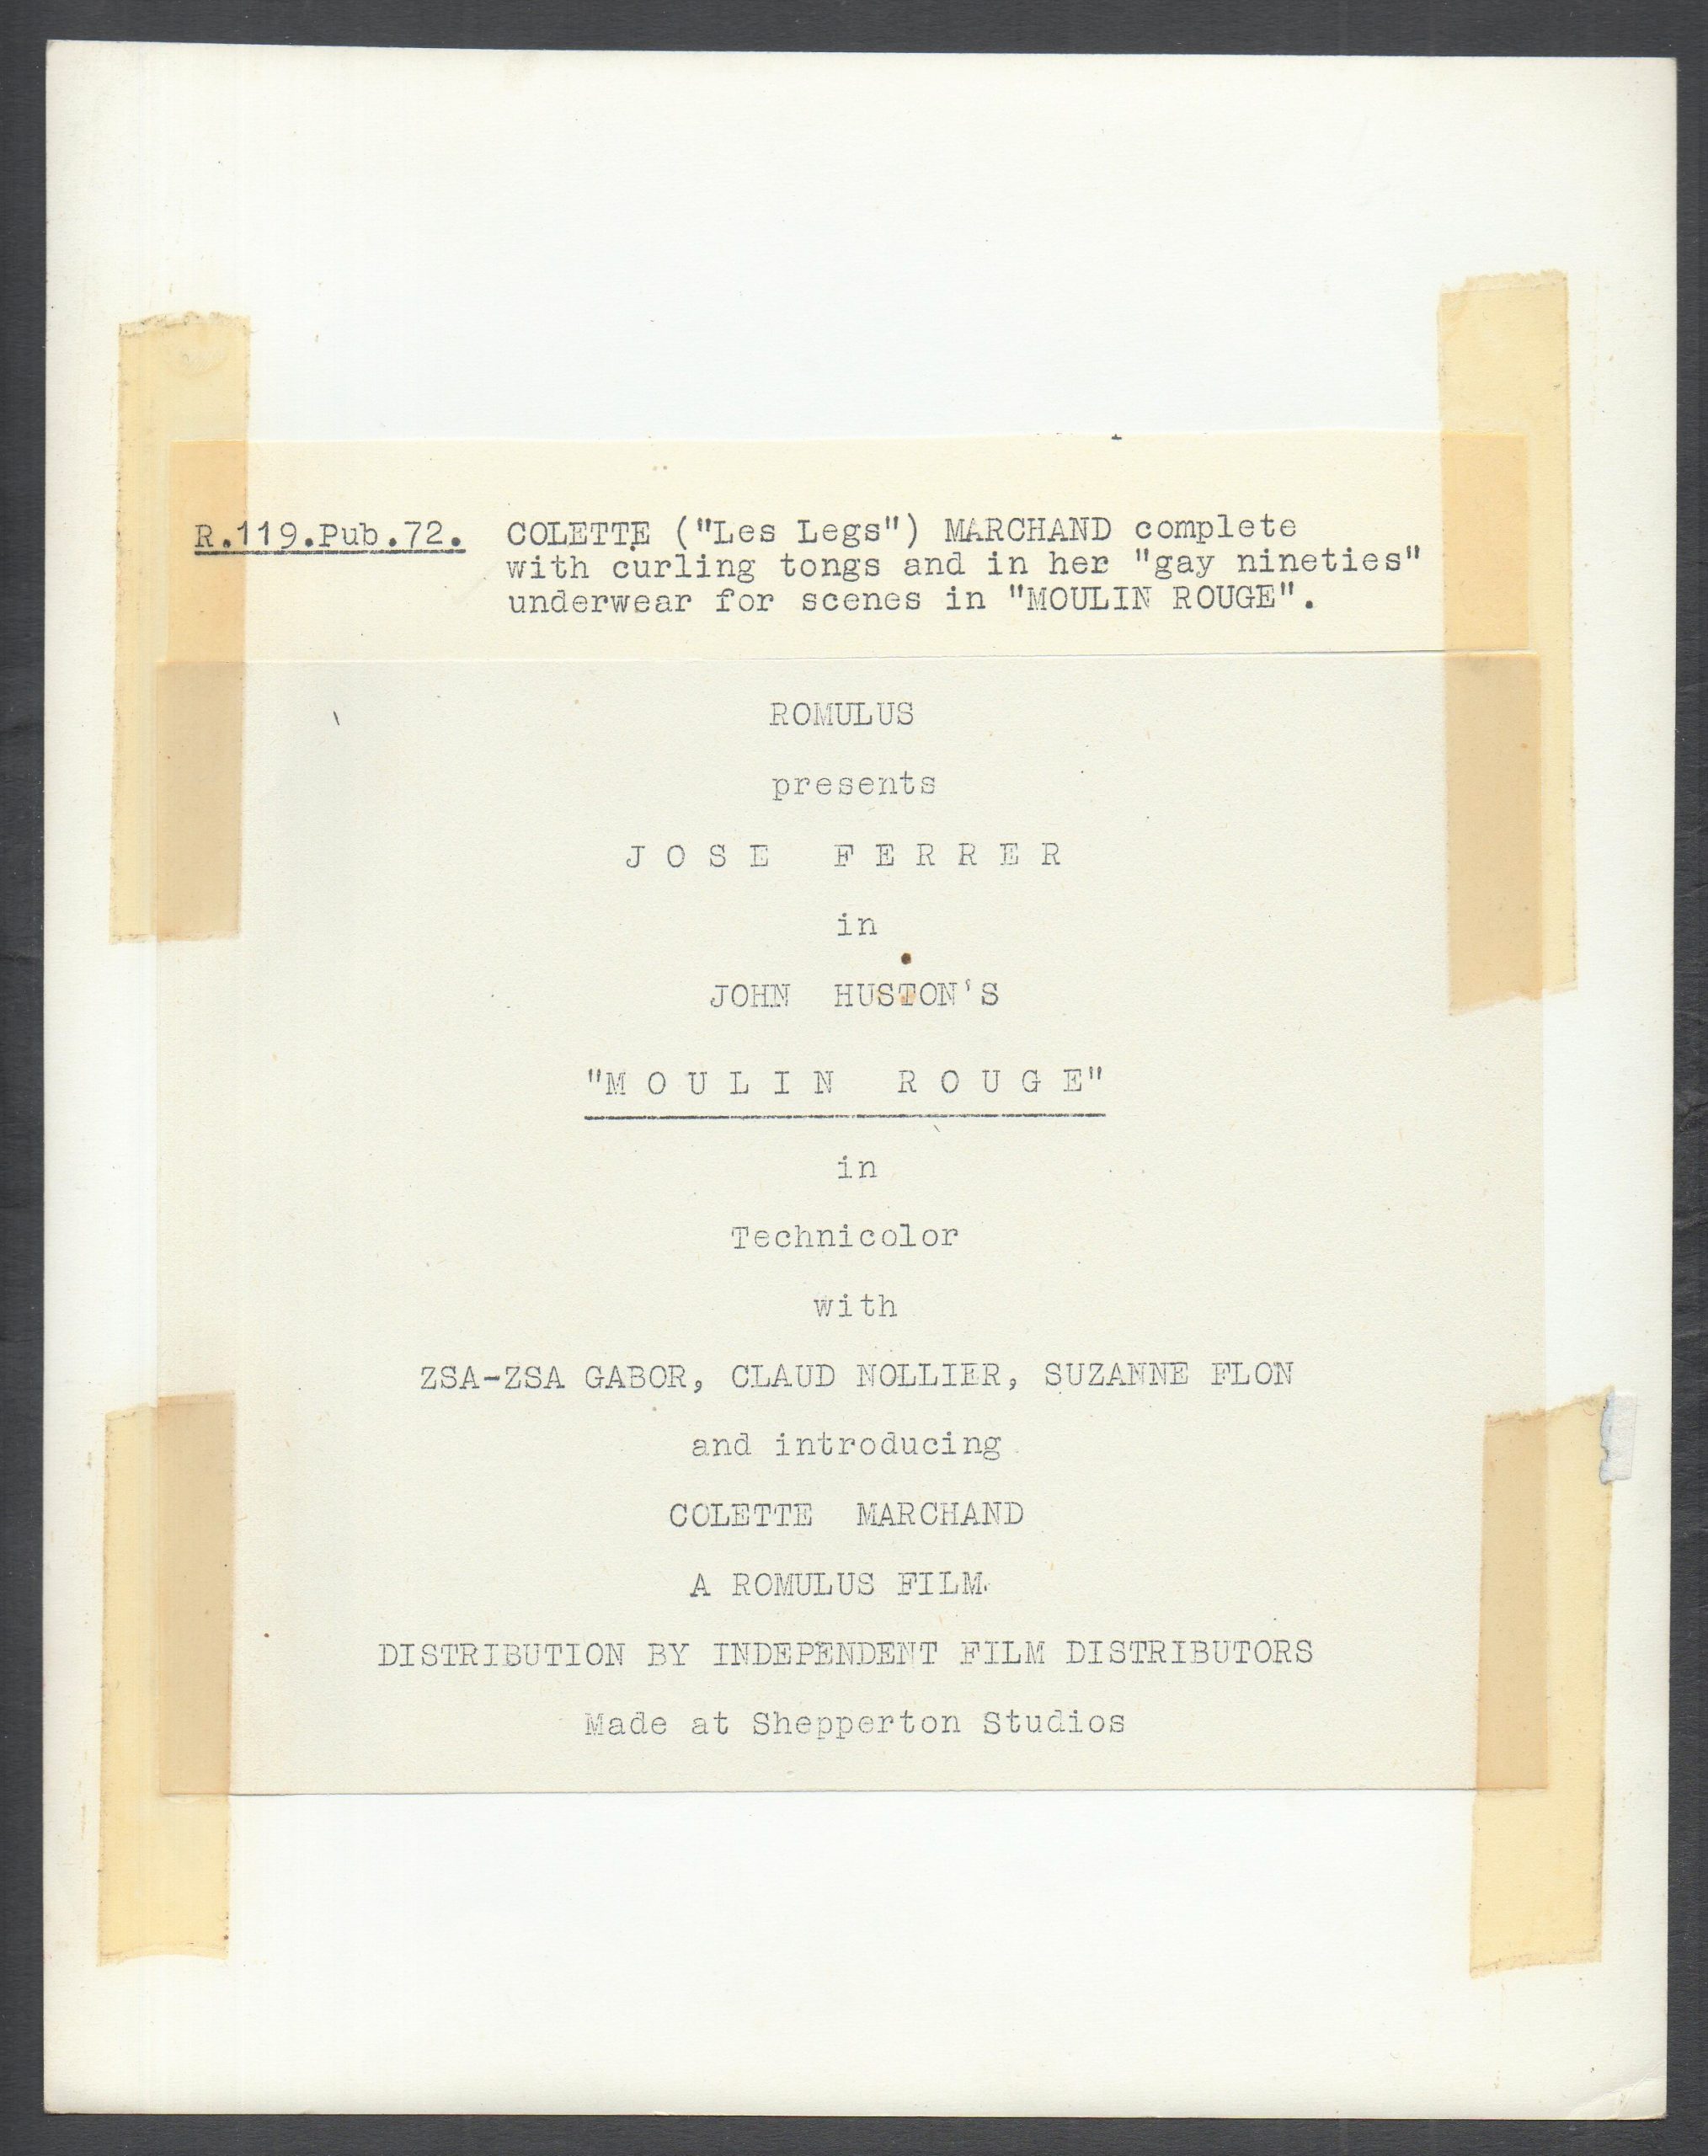 R.119.Pub.72. COLETTE ("Les Legs") MARCHAND complete
with curling tongs and in her "gay nineties"
underwear for scenes in "MOULIN ROUGE".
ROMULUS
presents
J O S E  F E R R E R
in
JOHN HUSTON'S
"M O U L I N  R O U G E"
in
Technicolor
with
ZSA-ZSA GABOR, CLAUD NOLLIER, SUZANNE FLON
and introducing
COLETTE MARCHAND
A ROMULUS FILM.
DISTRIBUTION BY INDEPENDENT FILM DISTRIBUTORS
Made at Shepperton Studios